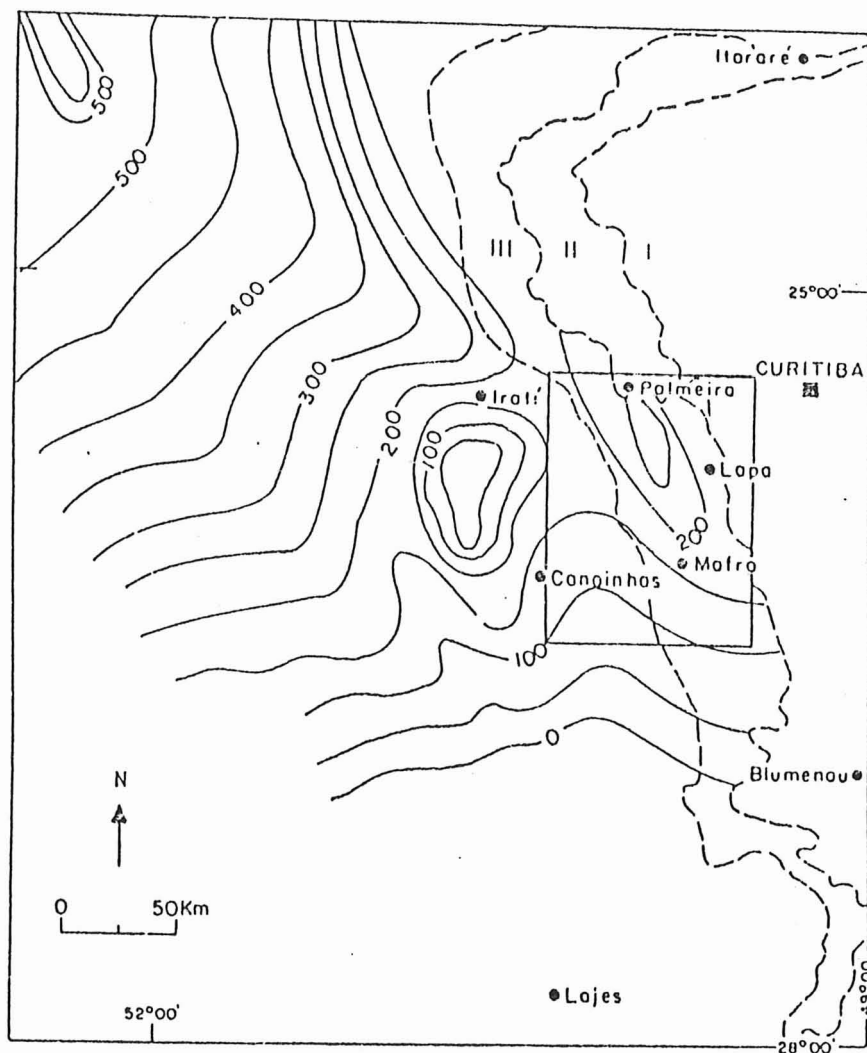 Itararé
500
500
III
II
I
25°00'
400
CURITIBA
Palmeira
300
Irati
200
100
Lapa
200
Mafra
Canoinhas
100
0
Blumenau
N
0
50Km
Lajes
52°00'
28°00'